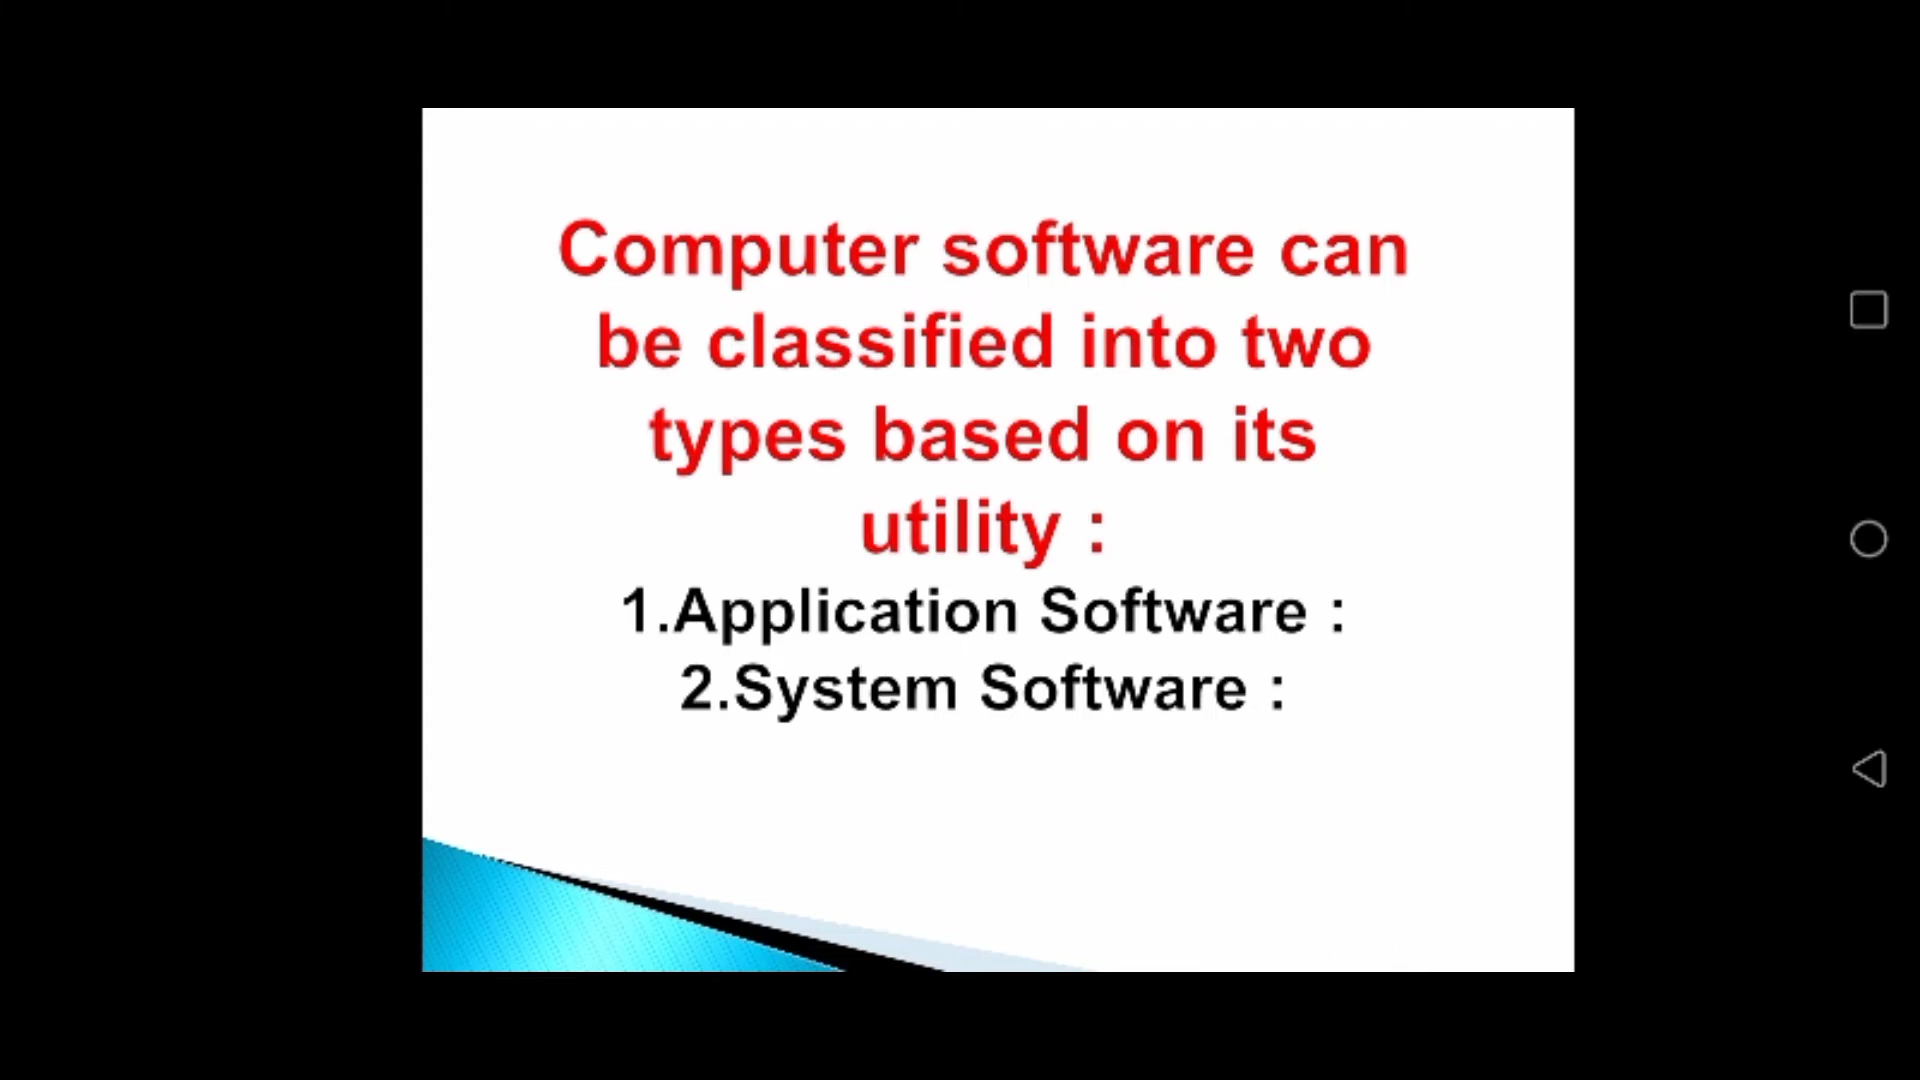 Computer software can
be classified into two
types based on its
utility :
1.Application Software :
2.System Software :